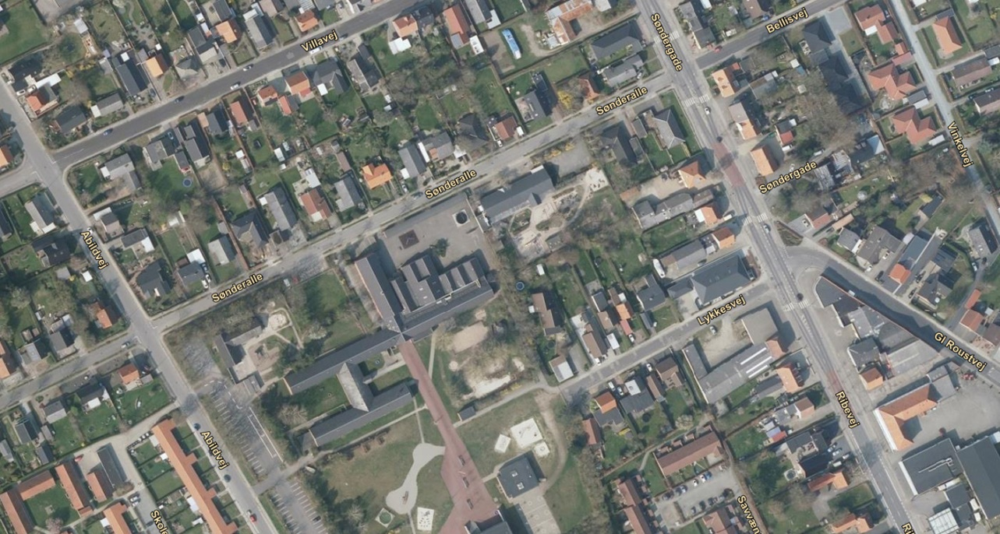 Søndergade
Bellisvej
Villavej
Sønderalle
Vinkelvej
Søndergade
Sønderalle
Abildvej
Sønderalle
Lykkesvej
Gl Roustvej
Ribevej
Abildvej